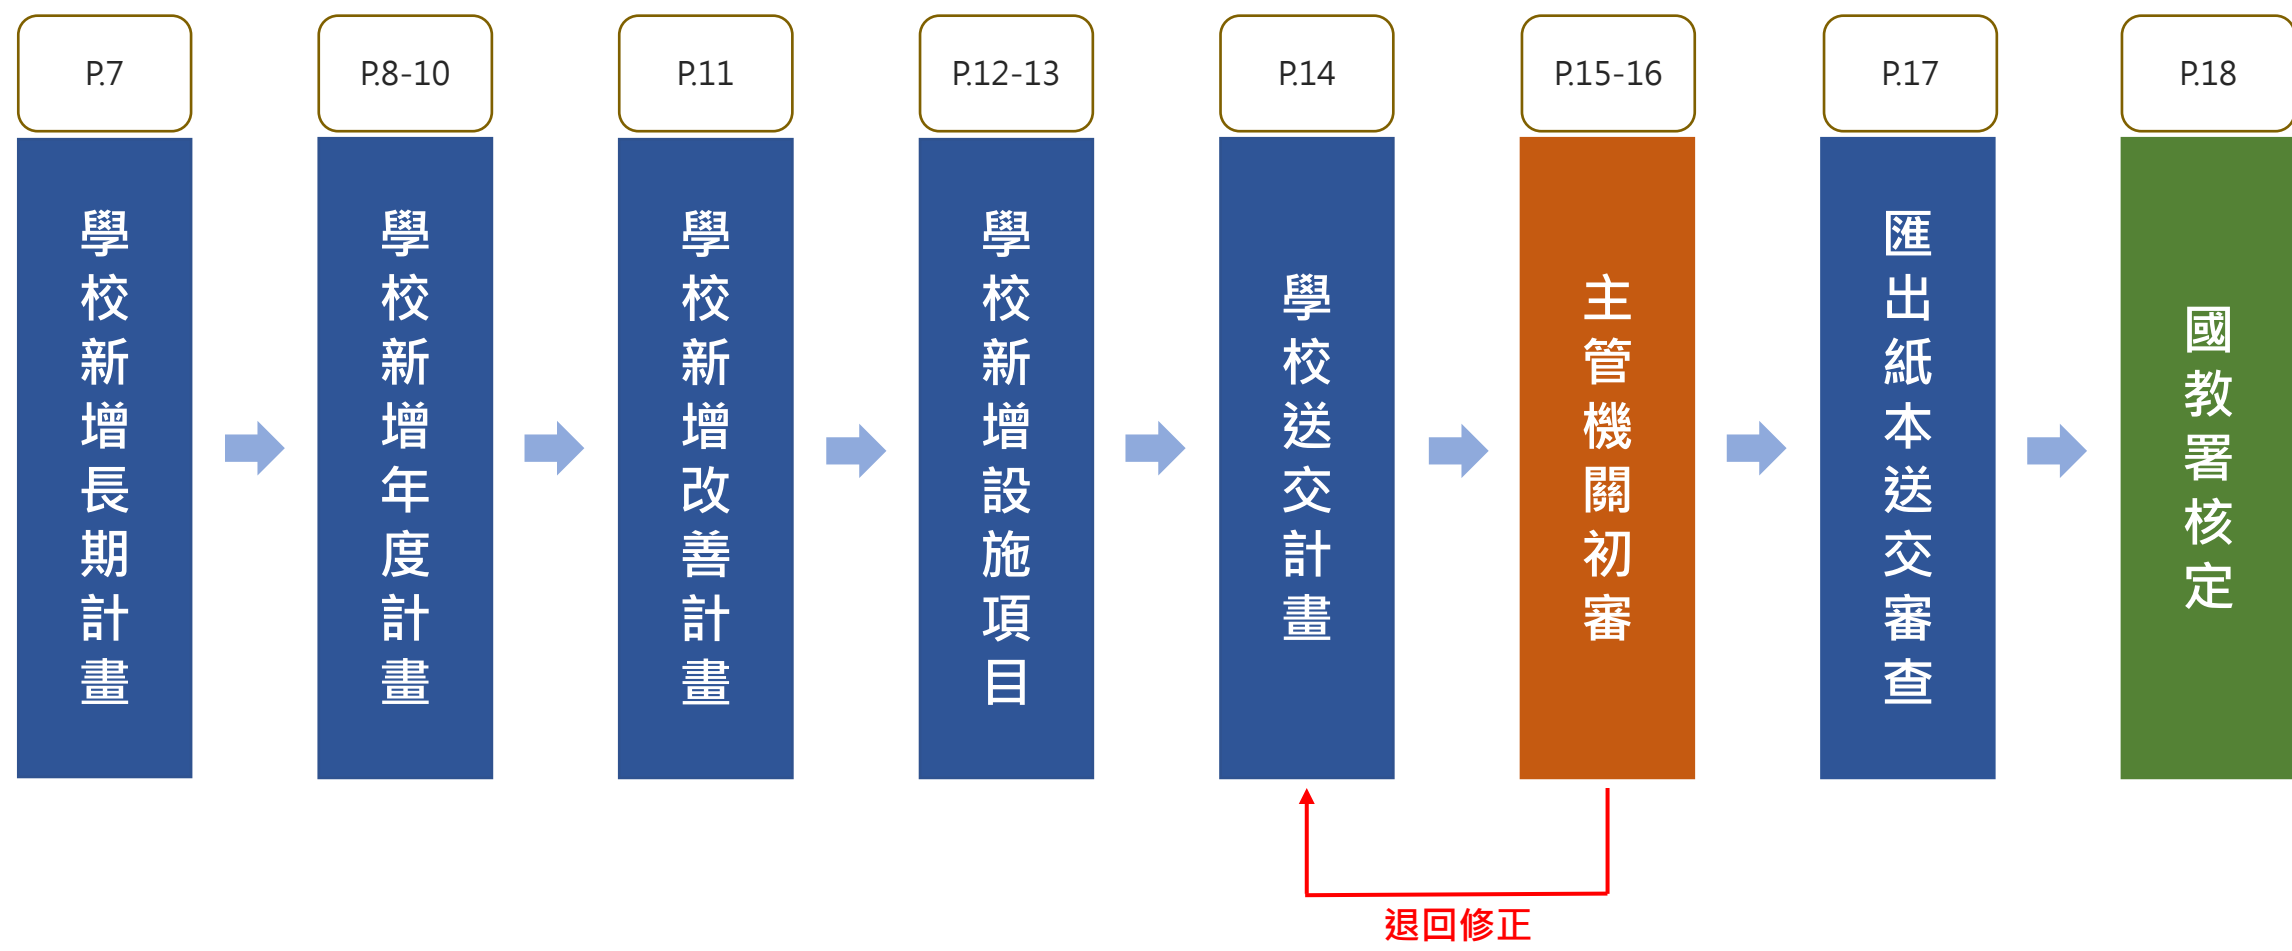 P.7
學校新增長期計畫
P.8-10
學校新增年度計畫
P.11
學校新增改善計畫
P.12-13
學校新增設施項目
P.14
學校送交計畫
P.15-16
主管機關初審
P.17
匯出紙本送交審查
P.18
國教署核定
退回修正